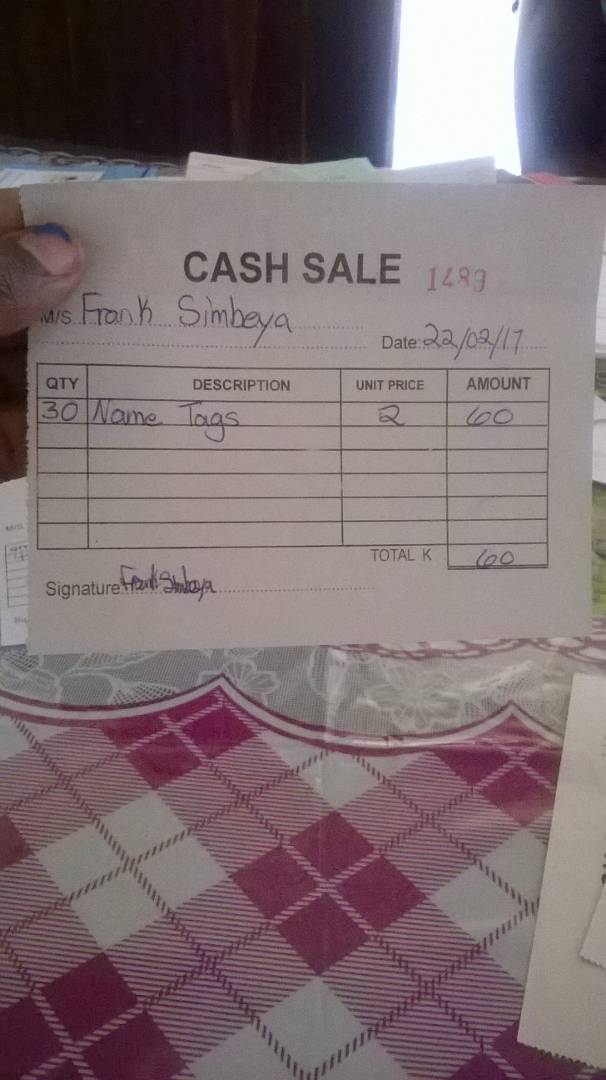 CASH SALE 1489
M/S. Frank Simbeya
Date: 22/02/17
QTY DESCRIPTION UNIT PRICE AMOUNT
30 Name Tags 2 60
TOTAL K 60
Signature: Frank Simbeya